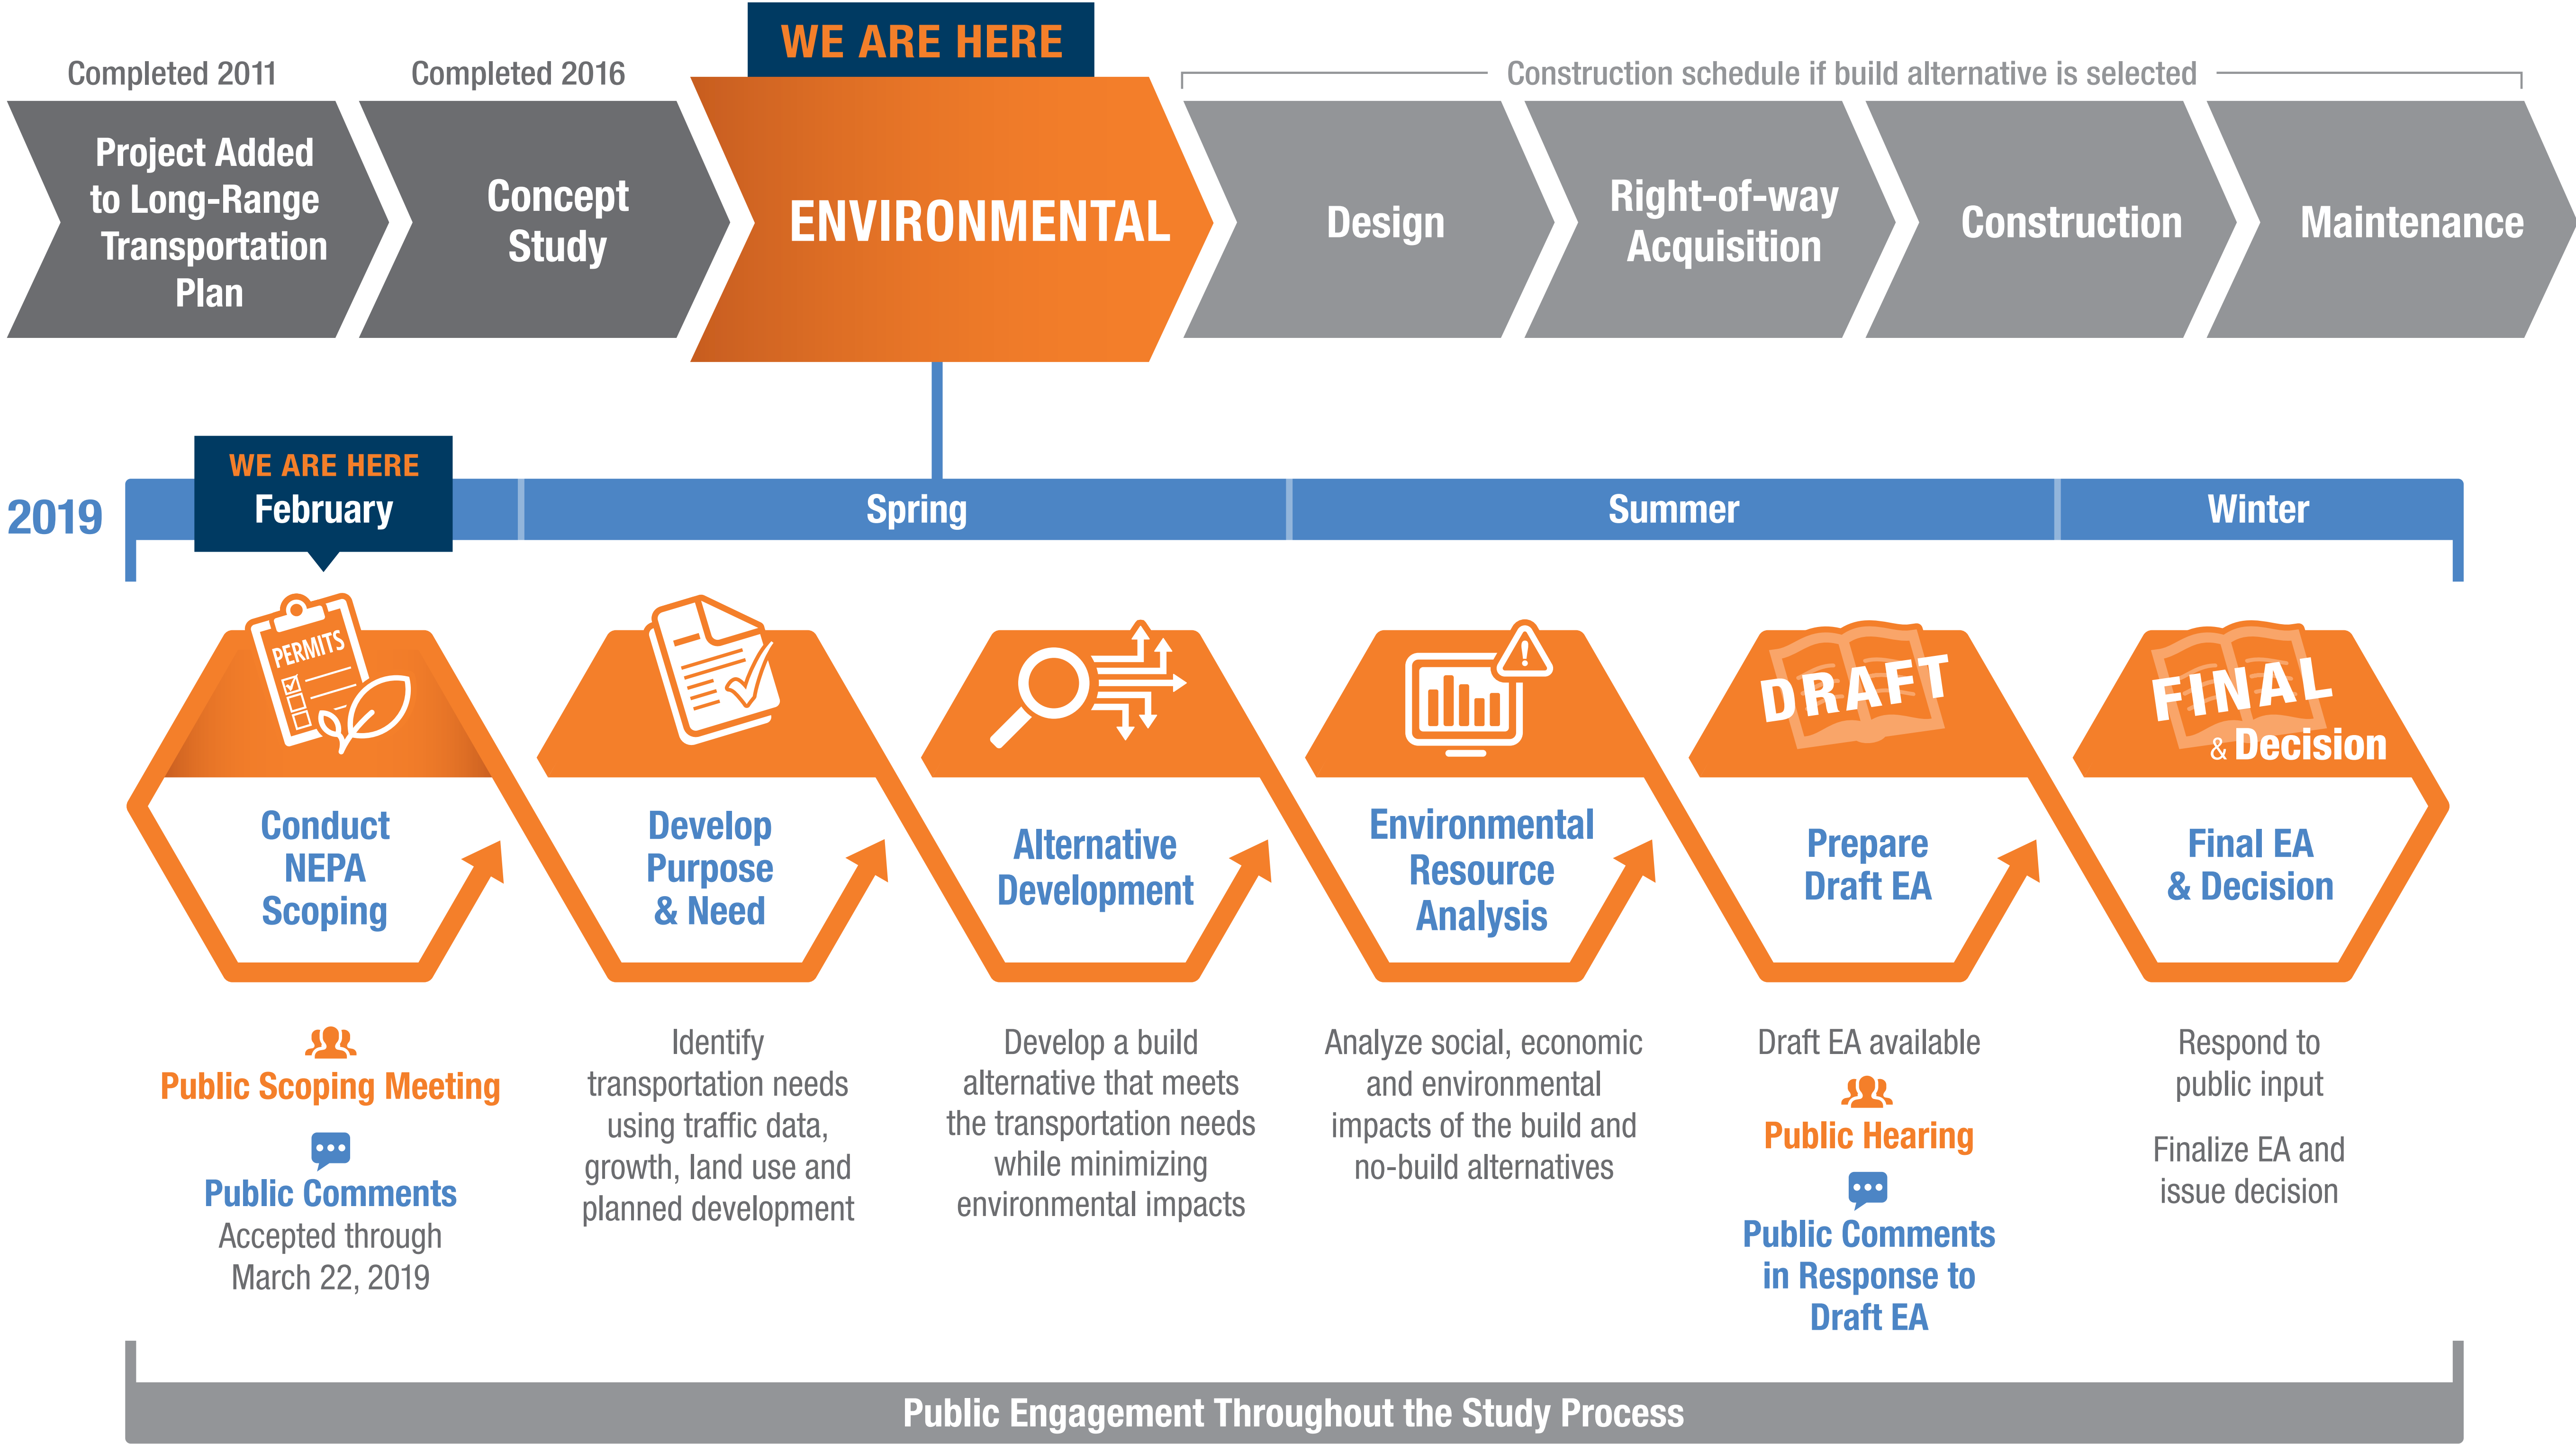 WE ARE HERE
Completed 2011
Completed 2016
Construction schedule if build alternative is selected
Project Added
to Long-Range
Transportation
Plan
Concept
Study
ENVIRONMENTAL
Design
Right-of-way
Acquisition
Construction
Maintenance
2019
WE ARE HERE
February
Spring
Summer
Winter
PERMITS
Conduct
NEPA
Scoping
Public Scoping Meeting
Public Comments
Accepted through
March 22, 2019
Develop
Purpose
& Need
Identify
transportation needs
using traffic data,
growth, land use and
planned development
Alternative
Development
Develop a build
alternative that meets
the transportation needs
while minimizing
environmental impacts
Environmental
Resource
Analysis
Analyze social, economic
and environmental
impacts of the build and
no-build alternatives
DRAFT
Prepare
Draft EA
Draft EA available
Public Hearing
Public Comments
in Response to
Draft EA
FINAL
& Decision
Final EA
& Decision
Respond to
public input
Finalize EA and
issue decision
Public Engagement Throughout the Study Process